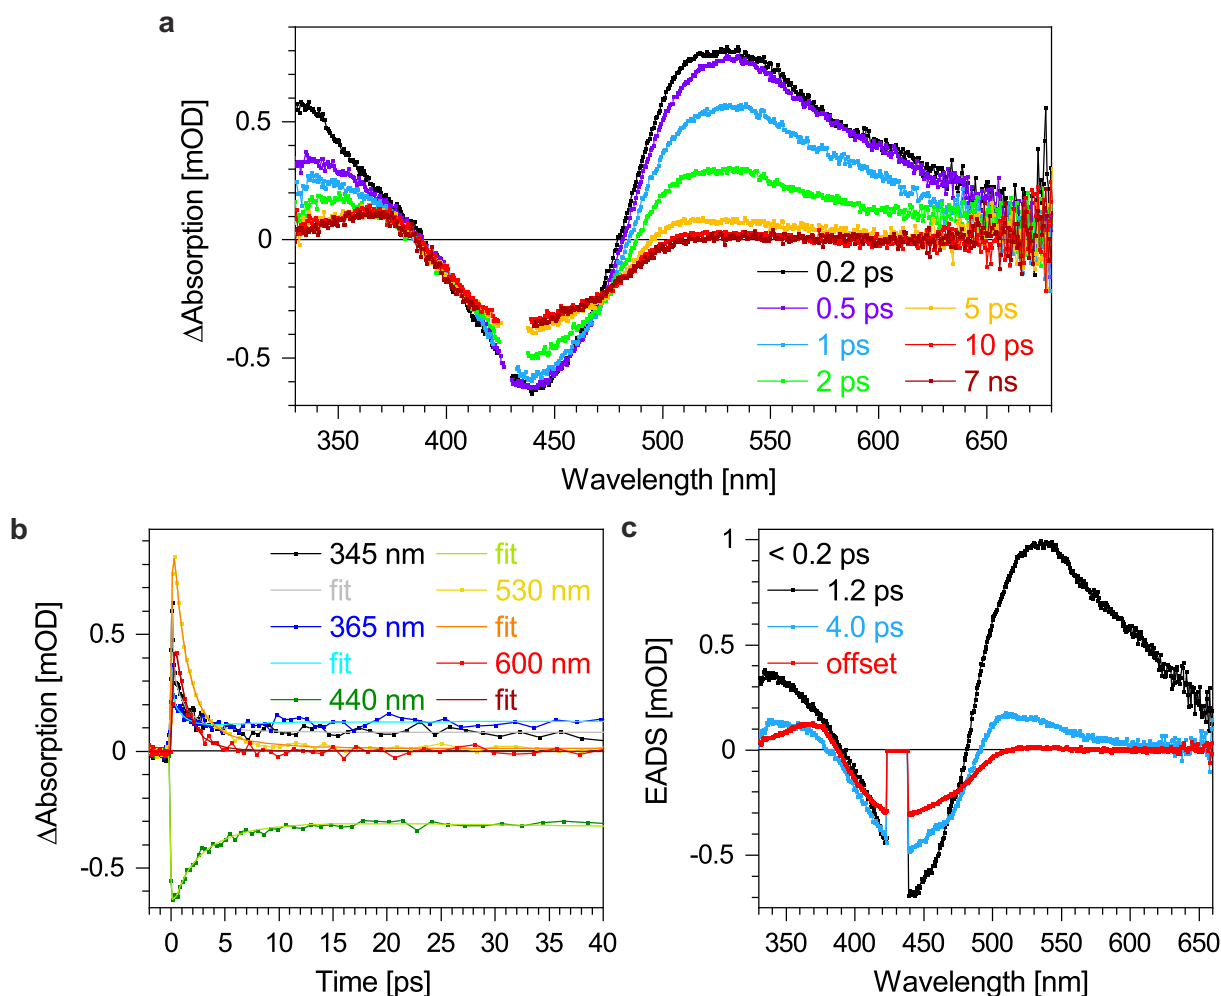 a
ΔAbsorption [mOD]
0.5
0
-0.5
0.2 ps
0.5 ps 5 ps
1 ps 10 ps
2 ps 7 ns
350 400 450 500 550 600 650
Wavelength [nm]
b
ΔAbsorption [mOD]
0.5
0
-0.5
345 nm fit
fit 530 nm
365 nm fit
fit 600 nm
440 nm fit
0 5 10 15 20 25 30 35 40
Time [ps]
c
EADS [mOD]
1
0.5
0
-0.5
< 0.2 ps
1.2 ps
4.0 ps
offset
350 400 450 500 550 600 650
Wavelength [nm]